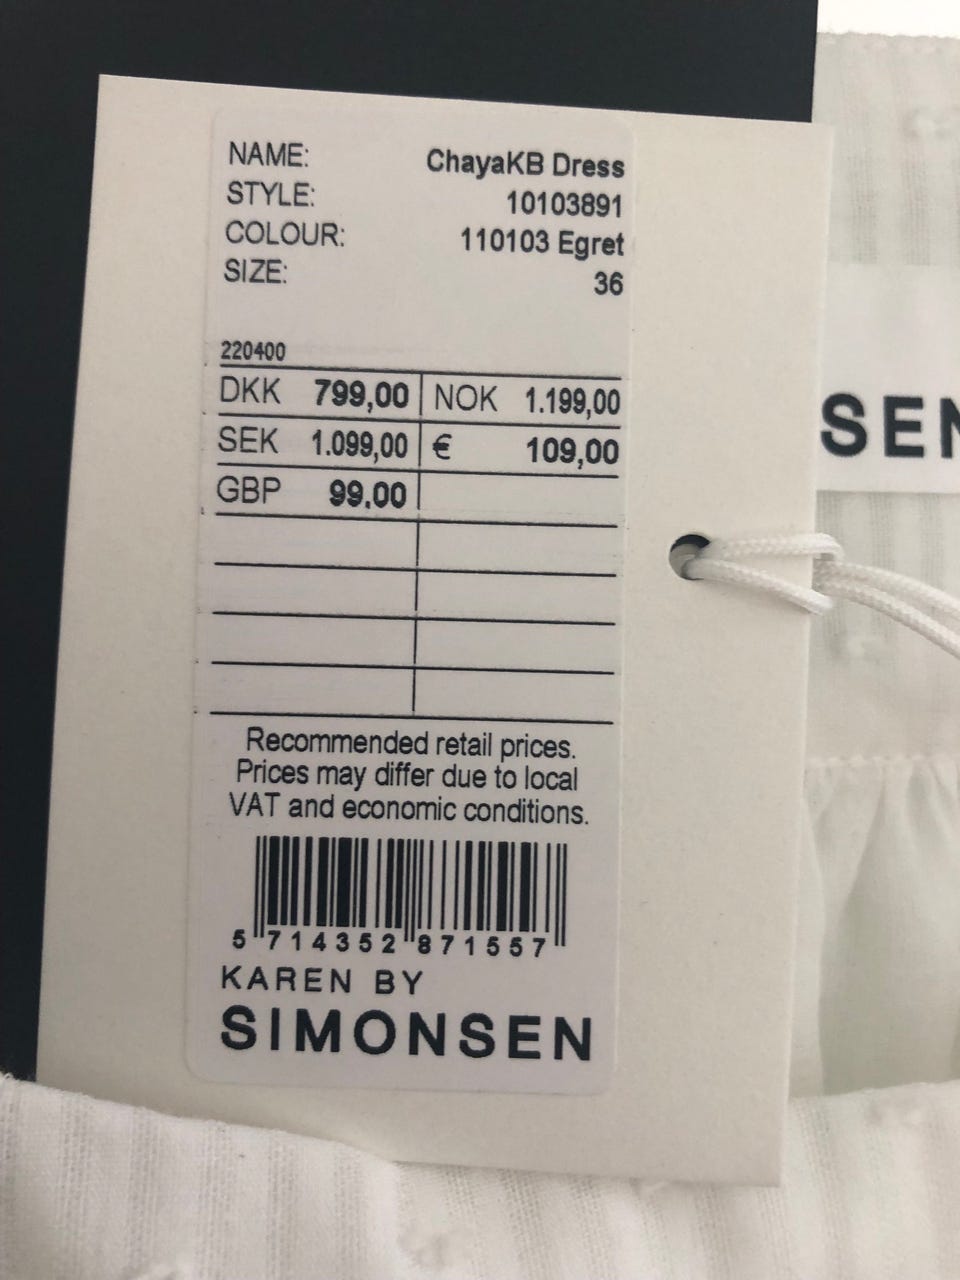 NAME: ChayaKB Dress
STYLE: 10103891
COLOUR: 110103 Egret
SIZE: 36
220400
DKK 799,00 NOK 1.199,00
SEK 1.099,00 € 109,00
GBP 99.00
Recommended retail prices.
Prices may differ due to local
VAT and economic conditions.
5 714352 871557
KAREN BY
SIMONSEN
SEN